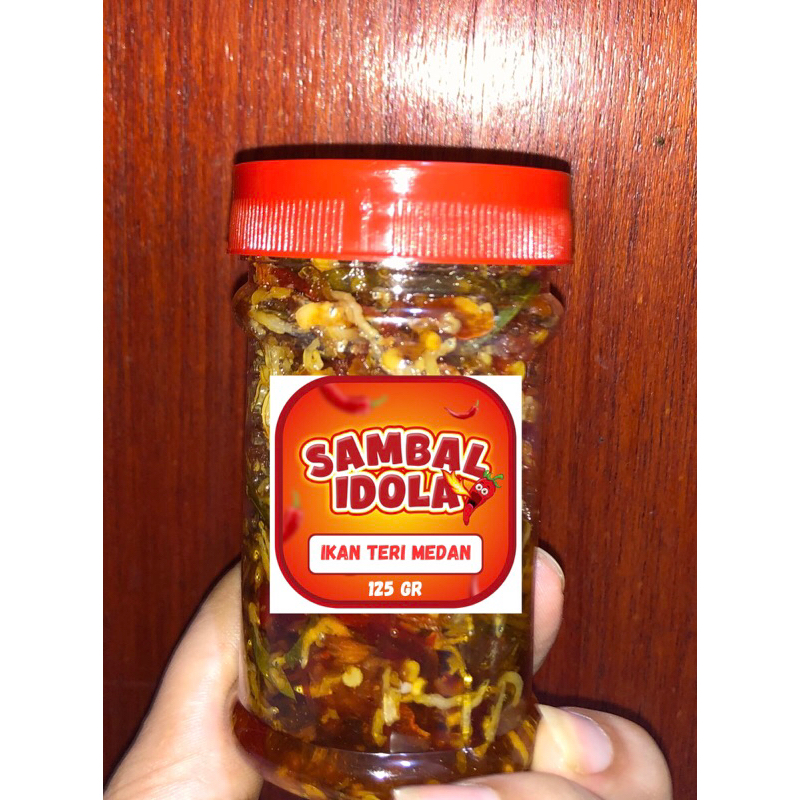 SAMBAL
IDOLA
IKAN TERI MEDAN
125 GR